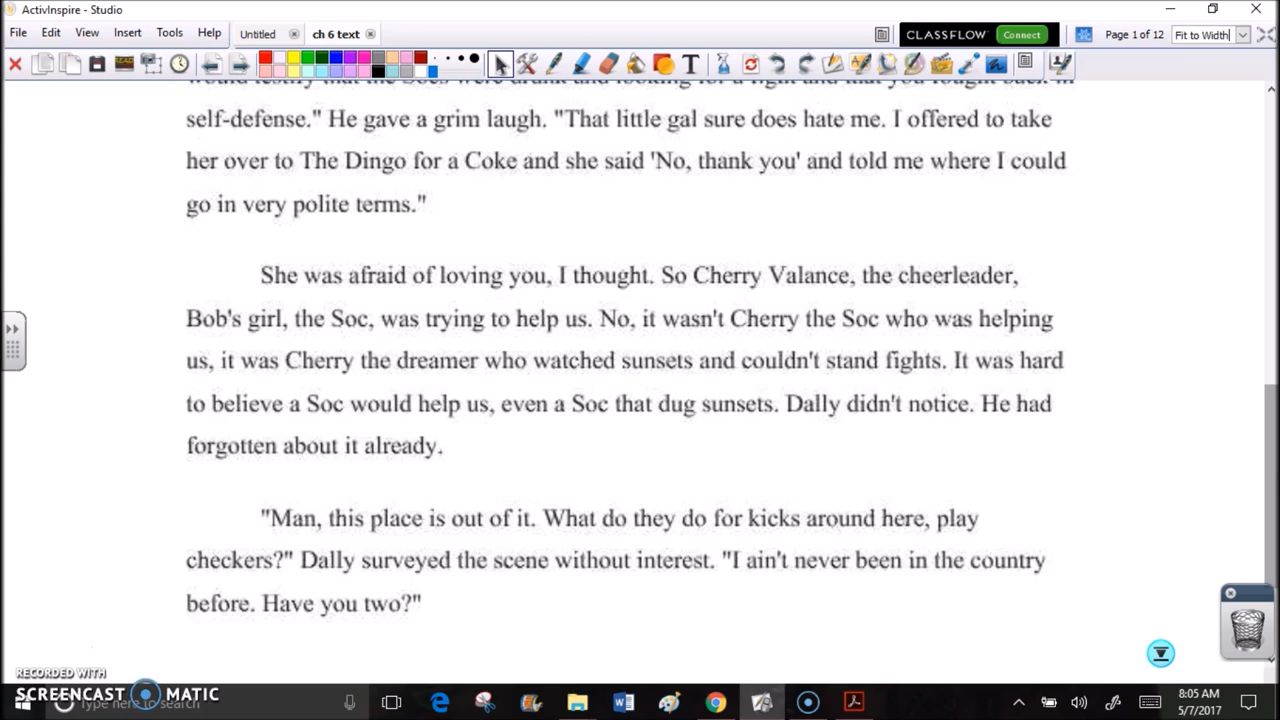 ActivInspire - Studio
File Edit View Insert Tools Help Untitled ch 6 text CLASSFLOW Connect Page 1 of 12 Fit to Width
self-defense." He gave a grim laugh. "That little gal sure does hate me. I offered to take
her over to The Dingo for a Coke and she said 'No, thank you' and told me where I could
go in very polite terms."
She was afraid of loving you, I thought. So Cherry Valance, the cheerleader,
Bob's girl, the Soc, was trying to help us. No, it wasn't Cherry the Soc who was helping
us, it was Cherry the dreamer who watched sunsets and couldn't stand fights. It was hard
to believe a Soc would help us, even a Soc that dug sunsets. Dally didn't notice. He had
forgotten about it already.
"Man, this place is out of it. What do they do for kicks around here, play
checkers?" Dally surveyed the scene without interest. "I ain't never been in the country
before. Have you two?"
RECORDED WITH
SCREENCAST MATIC
Type here to search
8:05 AM
5/7/2017